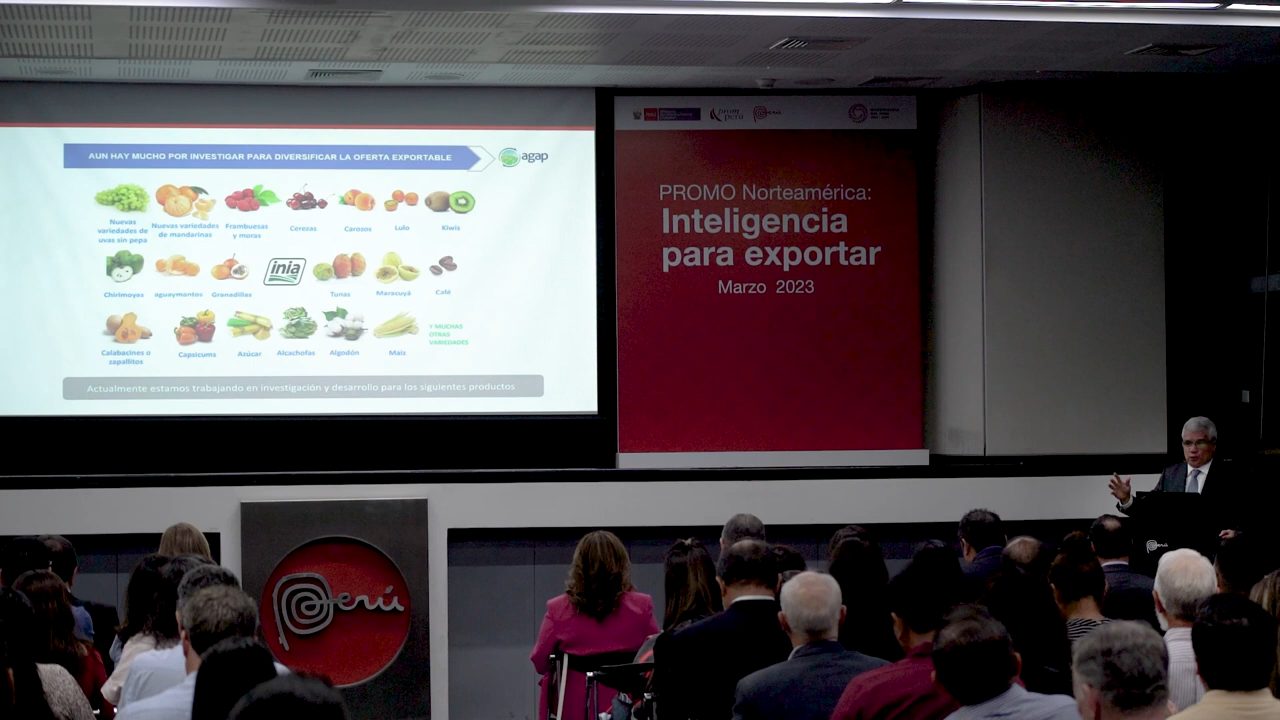 AUN HAY MUCHO POR INVESTIGAR PARA DIVERSIFICAR LA OFERTA EXPORTABLE
agap
Nuevas
variedades de
uvas sin pepa
Nuevas variedades
de mandarinas
Frambuesas
y moras
Cerezas
Carozos
Lulo
Kiwis
Chirimoyas
aguaymantos
Granadillas
inia
Tunas
Maracuyá
Café
Calabacines o
zapallitos
Capsicums
Azúcar
Alcachofas
Algodón
Maís
Y MUCHAS
OTRAS
VARIEDADES
Actualmente estamos trabajando en investigación y desarrollo para los siguientes productos
PROMO Norteamérica:
Inteligencia
para exportar
Marzo 2023
Perú